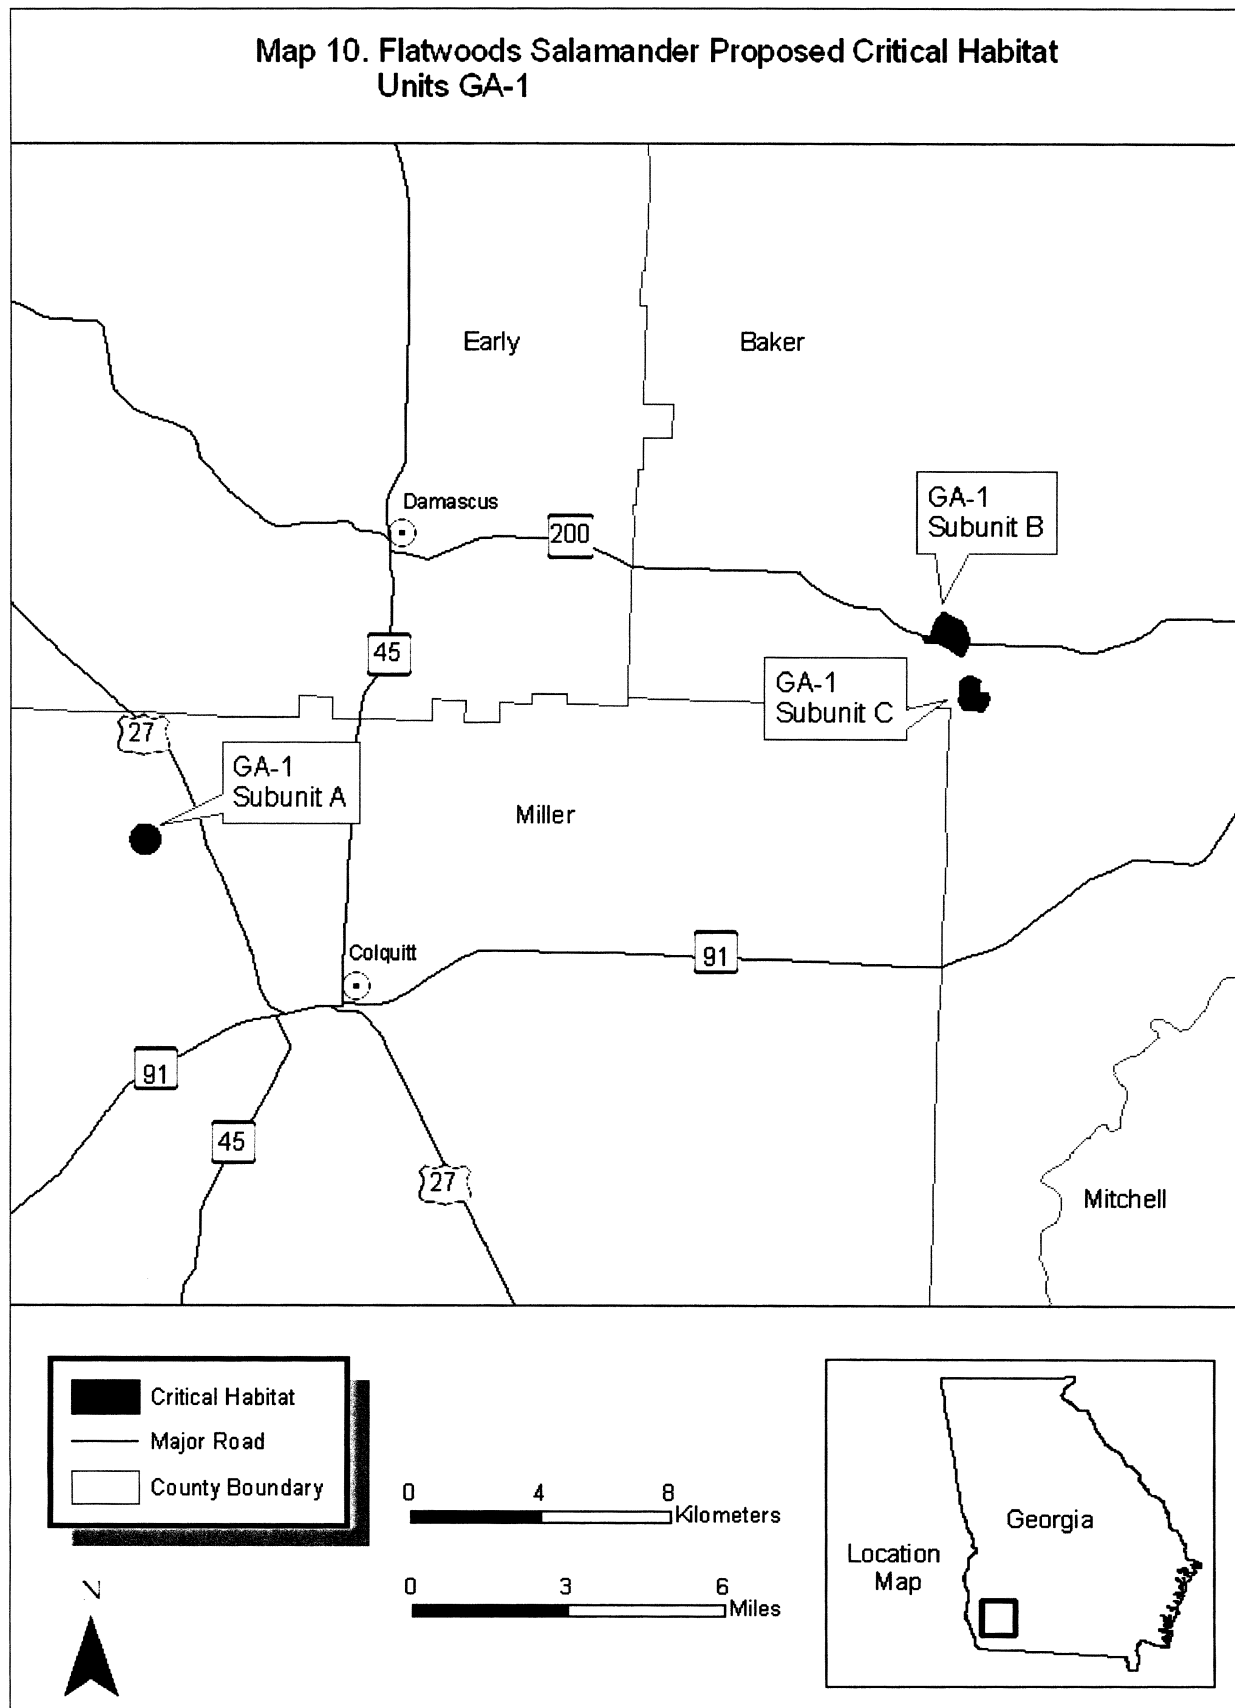 Map 10. Flatwoods Salamander Proposed Critical Habitat
Units GA-1
Early
Baker
Damascus
200
GA-1
Subunit B
45
GA-1
Subunit C
27
GA-1
Subunit A
Miller
Colquitt
91
91
45
27
Mitchell
Critical Habitat
Major Road
County Boundary
0 4 8
Kilometers
0 3 6
Miles
N
Georgia
Location
Map